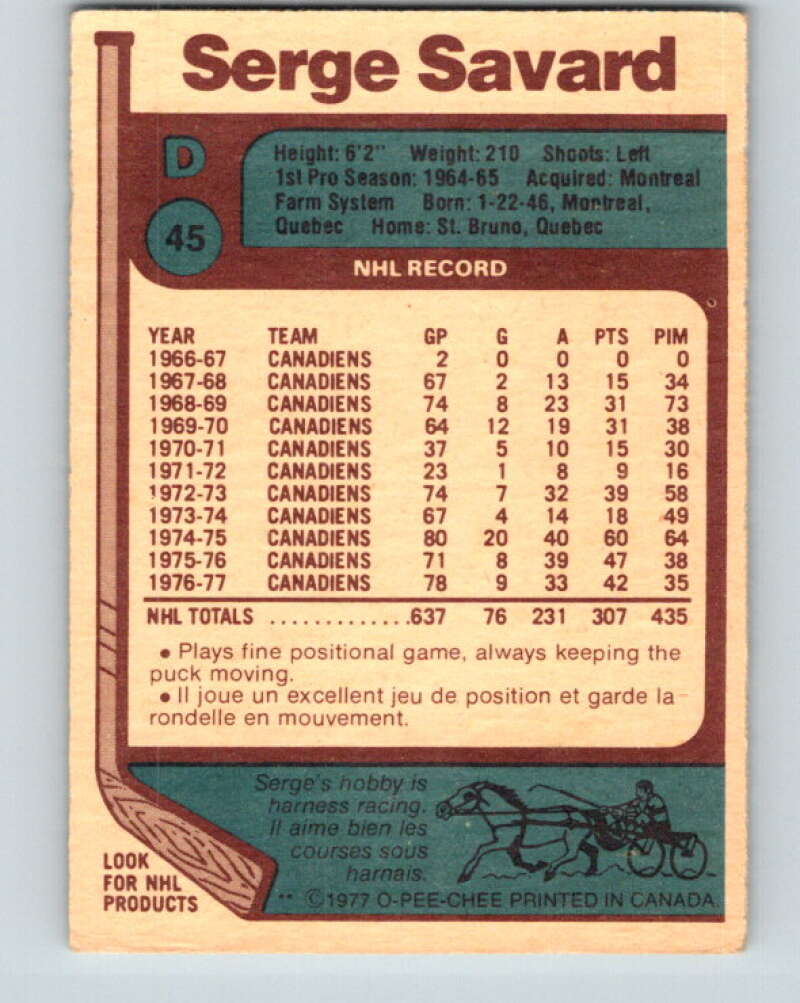 Serge Savard
D
45
Height: 6'2" Weight: 210 Shoots: Left
1st Pro Season: 1964-65 Acquired: Montreal
Farm System Born: 1-22-46, Montreal,
Quebec Home: St. Bruno, Quebec
NHL RECORD
YEAR TEAM GP G A PTS PIM
1966-67 CANADIENS 2 0 0 0 0
1967-68 CANADIENS 67 2 13 15 34
1968-69 CANADIENS 74 8 23 31 73
1969-70 CANADIENS 64 12 19 31 38
1970-71 CANADIENS 37 5 10 15 30
1971-72 CANADIENS 23 1 8 9 16
1972-73 CANADIENS 74 7 32 39 58
1973-74 CANADIENS 67 4 14 18 49
1974-75 CANADIENS 80 20 40 60 64
1975-76 CANADIENS 71 8 39 47 38
1976-77 CANADIENS 78 9 33 42 35
NHL TOTALS .............637 76 231 307 435
• Plays fine positional game, always keeping the
puck moving.
• Il joue un excellent jeu de position et garde la
rondelle en mouvement.
Serge's hobby is
harness racing.
Il aime bien les
courses sous
harnais.
LOOK
FOR NHL
PRODUCTS
** ©1977 O-PEE-CHEE PRINTED IN CANADA.